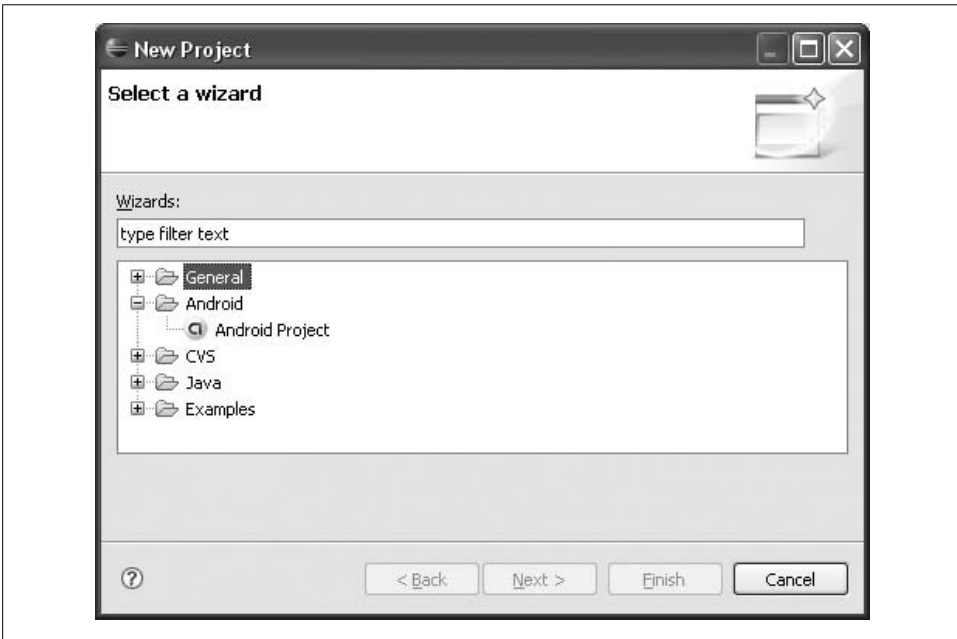 New Project
Select a wizard
Wizards:
type filter text
General
Android
Android Project
CVS
Java
Examples
?
< Back
Next >
Finish
Cancel